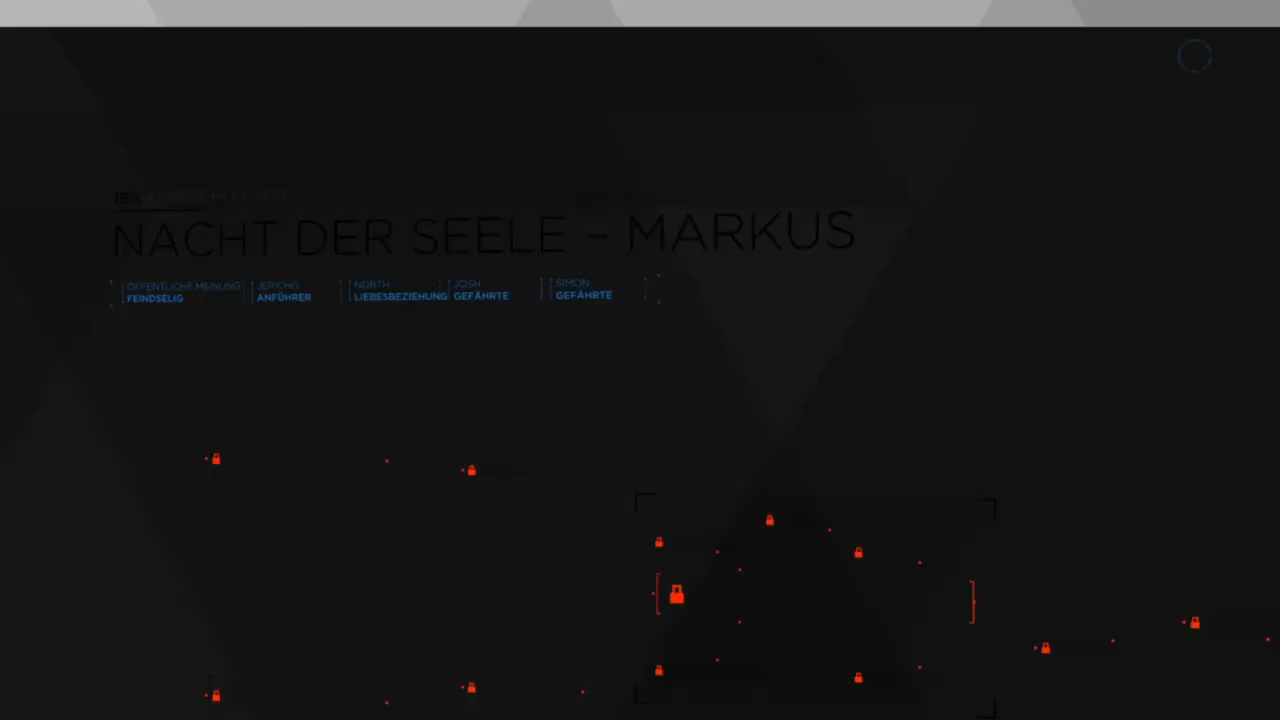 NACHT DER SEELE – MARKUS
ÖFFENTLICHE MEINUNG JERICHO NORTH JOSH SIMON
FEINDSELIG ANFÜHRER LIEBESBEZIEHUNG GEFÄHRTE GEFÄHRTE